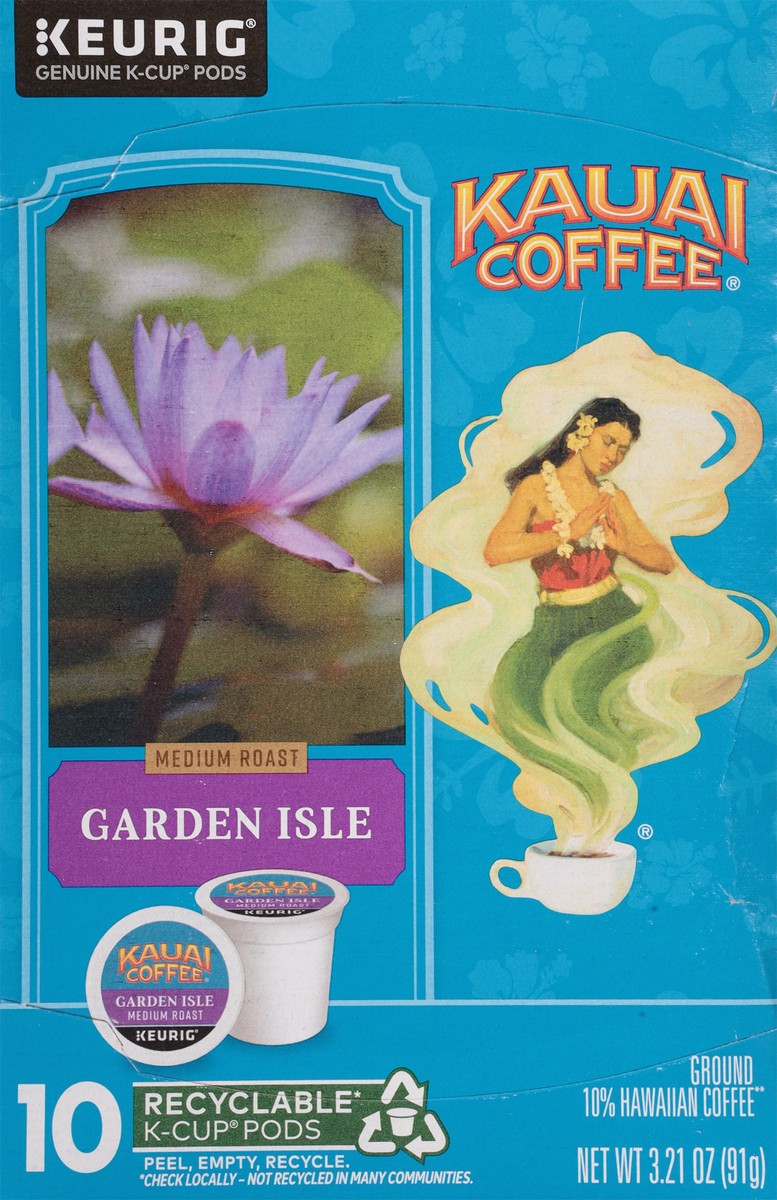 KEURIG®
GENUINE K-CUP® PODS
KAUAI
COFFEE®
MEDIUM ROAST
GARDEN ISLE
®
KAUAI
COFFEE®
GARDEN ISLE
MEDIUM ROAST
KEURIG®
KAUAI
COFFEE®
GARDEN ISLE
MEDIUM ROAST
KEURIG®
10
RECYCLABLE*
K-CUP® PODS
PEEL, EMPTY, RECYCLE.
*CHECK LOCALLY – NOT RECYCLED IN MANY COMMUNITIES.
GROUND
10% HAWAIIAN COFFEE**
NET WT 3.21 OZ (91g)